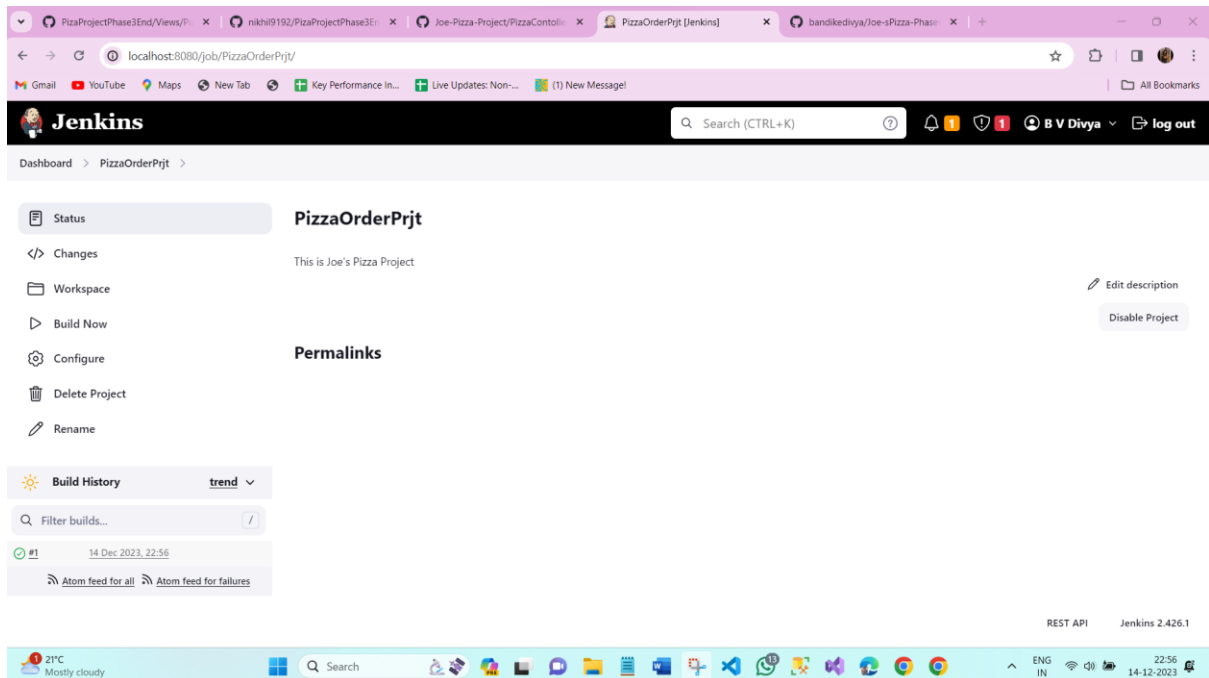 PizaProjectPhase3End/Views/Pi
nikhil9192/PizaProjectPhase3En
Joe-Pizza-Project/PizzaContolle
PizzaOrderPrjt [Jenkins]
bandikedivya/Joe-sPizza-Phase
localhost:8080/job/PizzaOrderPrjt/
Gmail YouTube Maps New Tab Key Performance In... Live Updates: Non-... (1) New Message! All Bookmarks
Jenkins Search (CTRL+K) ? 1 1 B V Divya log out
Dashboard > PizzaOrderPrjt >
Status
Changes
Workspace
Build Now
Configure
Delete Project
Rename
PizzaOrderPrjt
This is Joe's Pizza Project
Edit description
Disable Project
Permalinks
Build History trend
Filter builds... /
#1 14 Dec 2023, 22:56
Atom feed for all Atom feed for failures
REST API Jenkins 2.426.1
1 21°C
Mostly cloudy
Search
PRE
13
ENG
IN
22:56
14-12-2023